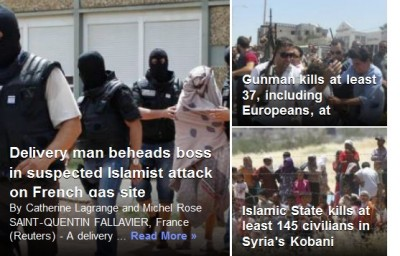 Delivery man beheads boss
in suspected Islamist attack
on French gas site
By Catherine Lagrange and Michel Rose
SAINT-QUENTIN FALLAVIER, France
(Reuters) - A delivery ... Read More »
Gunman kills at least
37, including
Europeans, at
Islamic State kills at
least 145 civilians in
Syria's Kobani